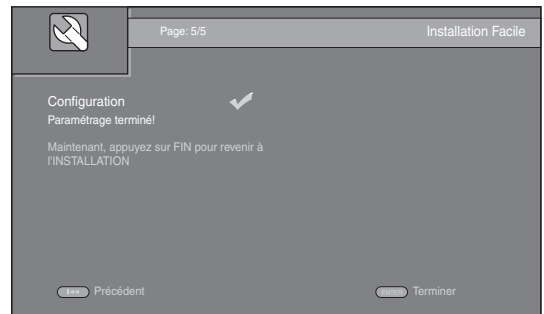 Page: 5/5
Installation Facile
Configuration
Paramétrage terminé!
Maintenant, appuyez sur FIN pour revenir à
l'INSTALLATION
Précédent
ENTER Terminer